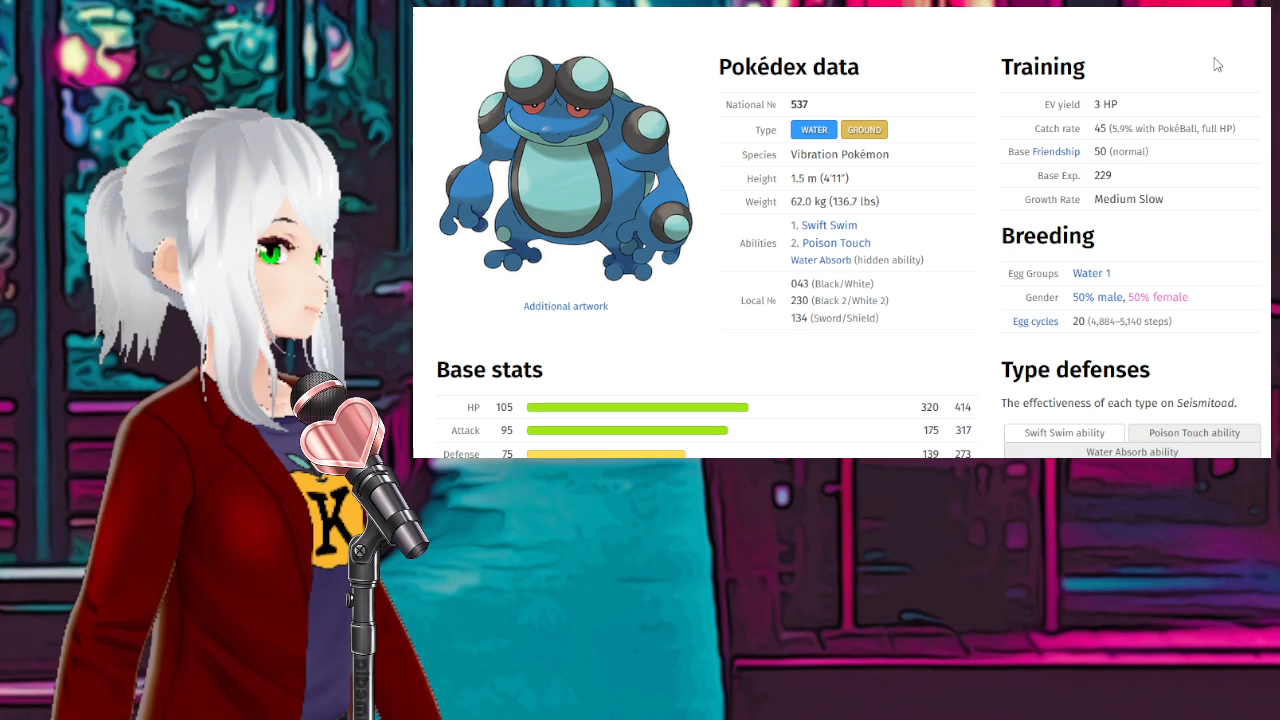 Pokédex data
National № 537
Type WATER GROUND
Species Vibration Pokémon
Height 1.5 m (4′11″)
Weight 62.0 kg (136.7 lbs)
Abilities 1. Swift Swim
2. Poison Touch
Water Absorb (hidden ability)
Local № 043 (Black/White)
230 (Black 2/White 2)
134 (Sword/Shield)
Additional artwork
Training
EV yield 3 HP
Catch rate 45 (5.9% with PokéBall, full HP)
Base Friendship 50 (normal)
Base Exp. 229
Growth Rate Medium Slow
Breeding
Egg Groups Water 1
Gender 50% male, 50% female
Egg cycles 20 (4,884–5,140 steps)
Base stats
HP 105 320 414
Attack 95 175 317
Defense 75 139 273
Type defenses
The effectiveness of each type on Seismitoad.
Swift Swim ability Poison Touch ability
Water Absorb ability
K